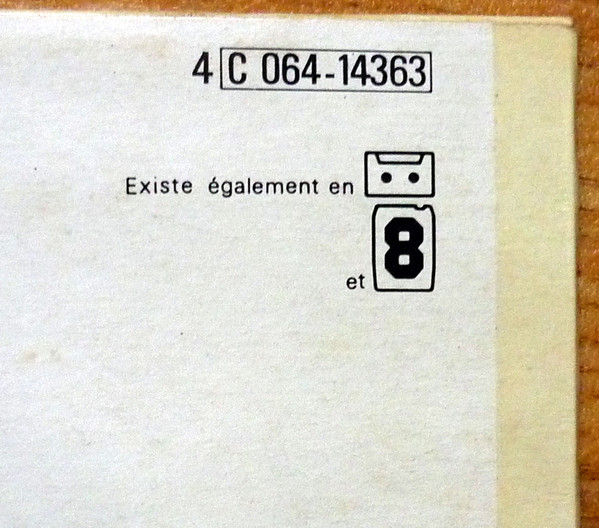 4 C 064-14363
Existe également en
et 8